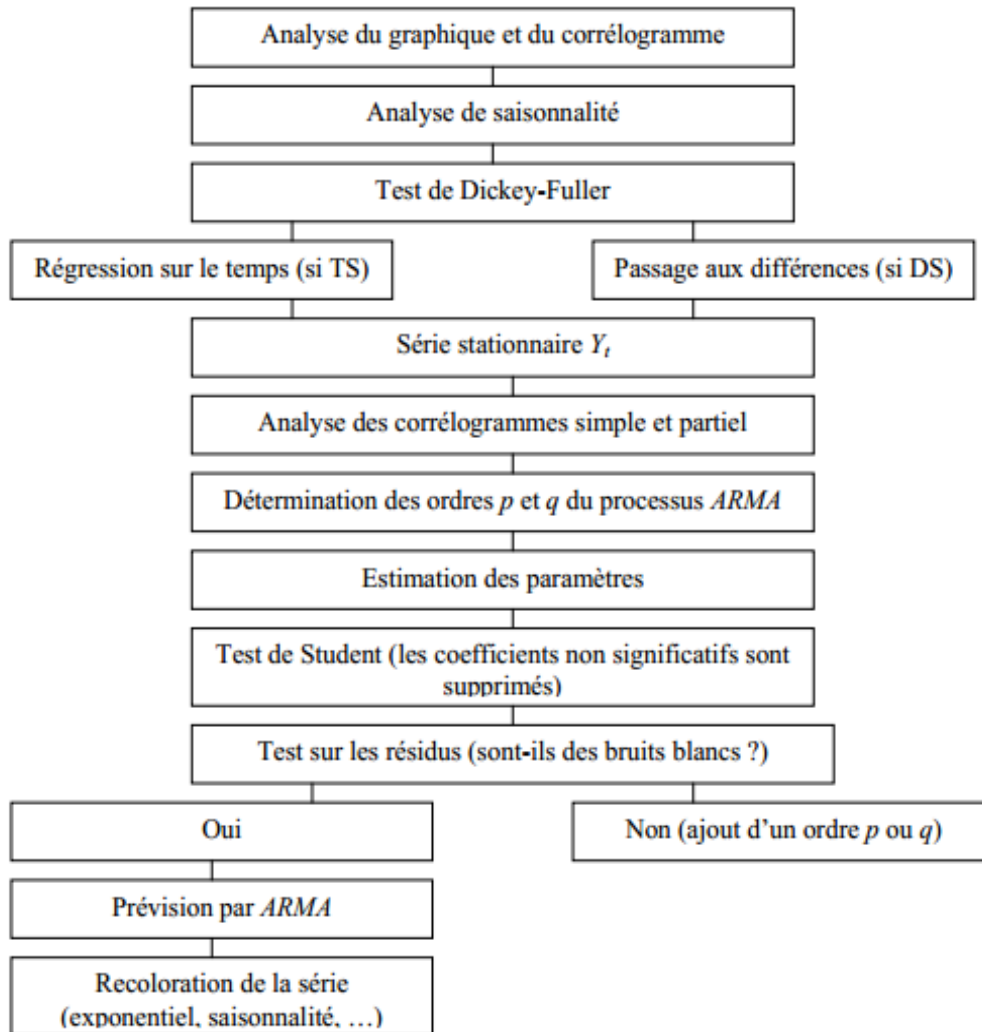 Analyse du graphique et du corrélogramme
Analyse de saisonnalité
Test de Dickey-Fuller
Régression sur le temps (si TS)
Passage aux différences (si DS)
Série stationnaire Yt
Analyse des corrélogrammes simple et partiel
Détermination des ordres p et q du processus ARMA
Estimation des paramètres
Test de Student (les coefficients non significatifs sont
supprimés)
Test sur les résidus (sont-ils des bruits blancs ?)
Oui
Non (ajout d’un ordre p ou q)
Prévision par ARMA
Recoloration de la série
(exponentiel, saisonnalité, …)